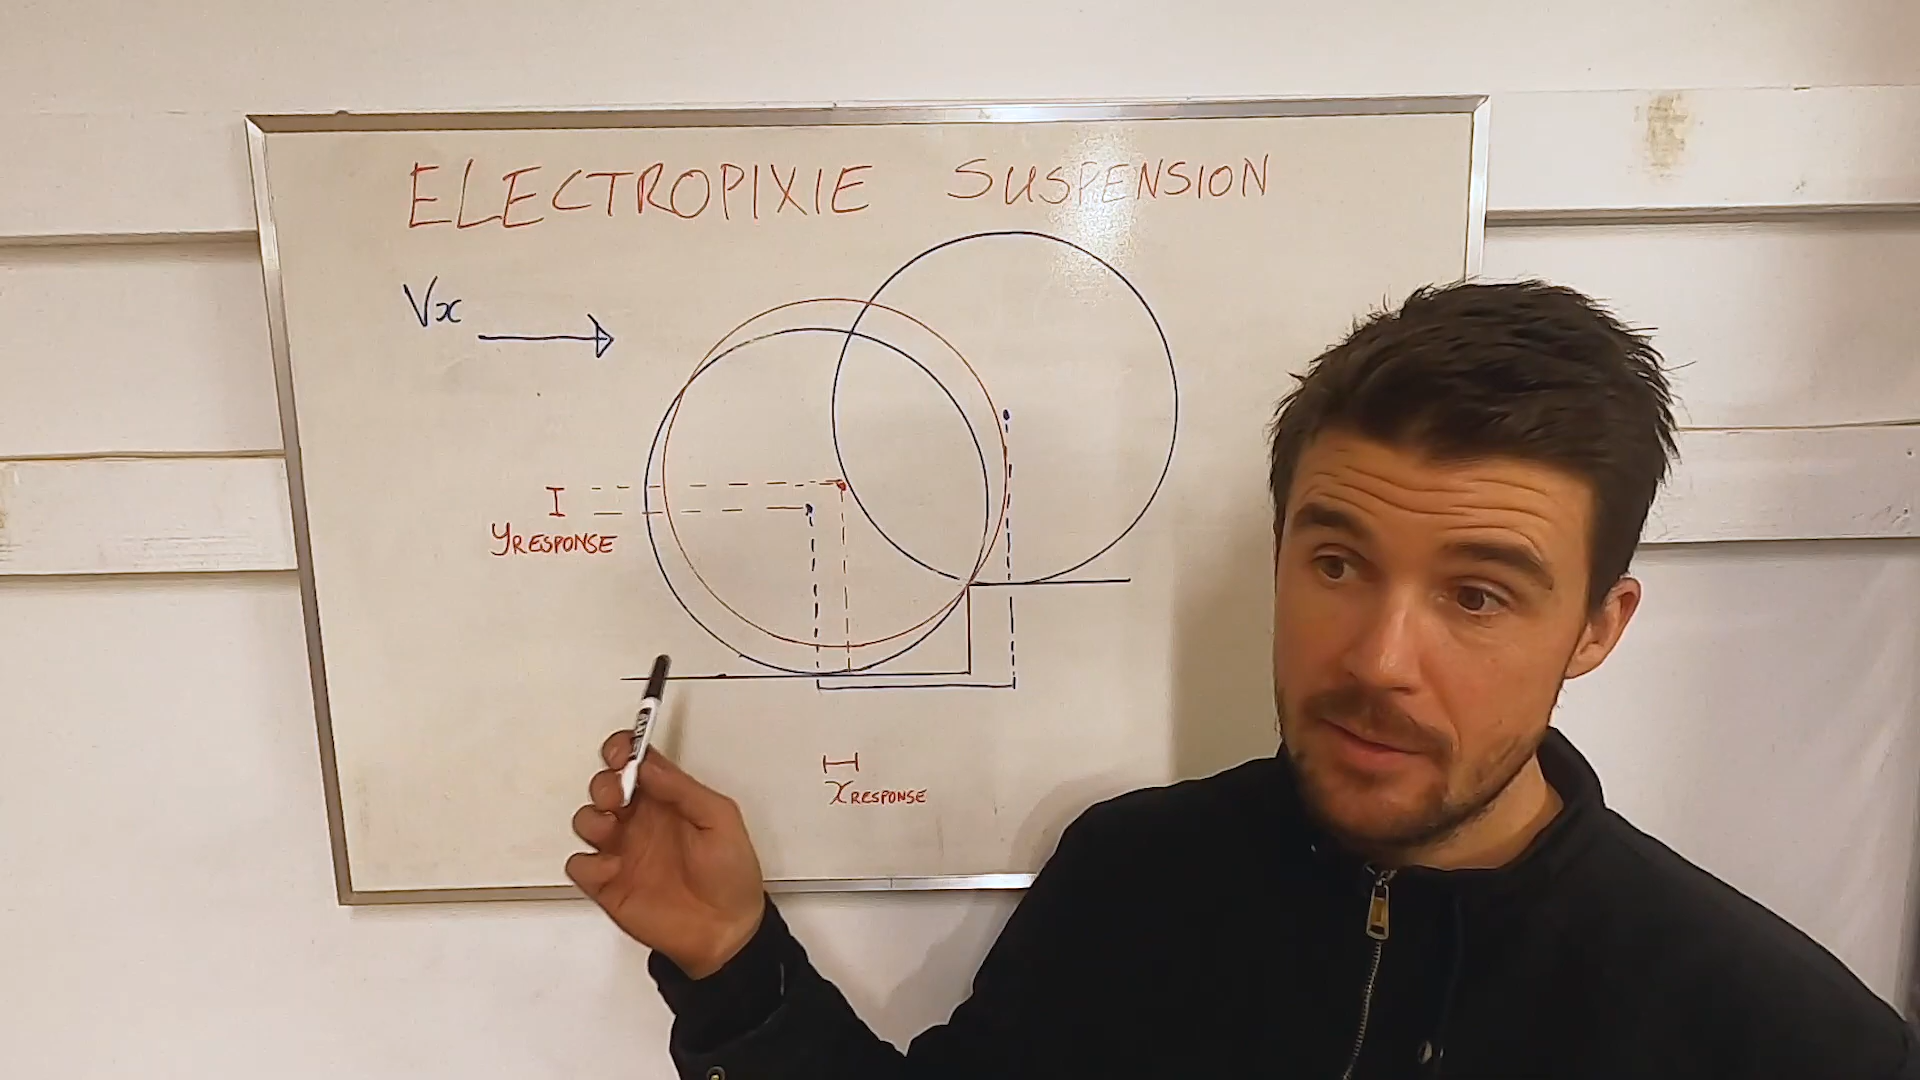 ELECTROPIXIE SUSPENSION
Vx
I
yRESPONSE
xRESPONSE